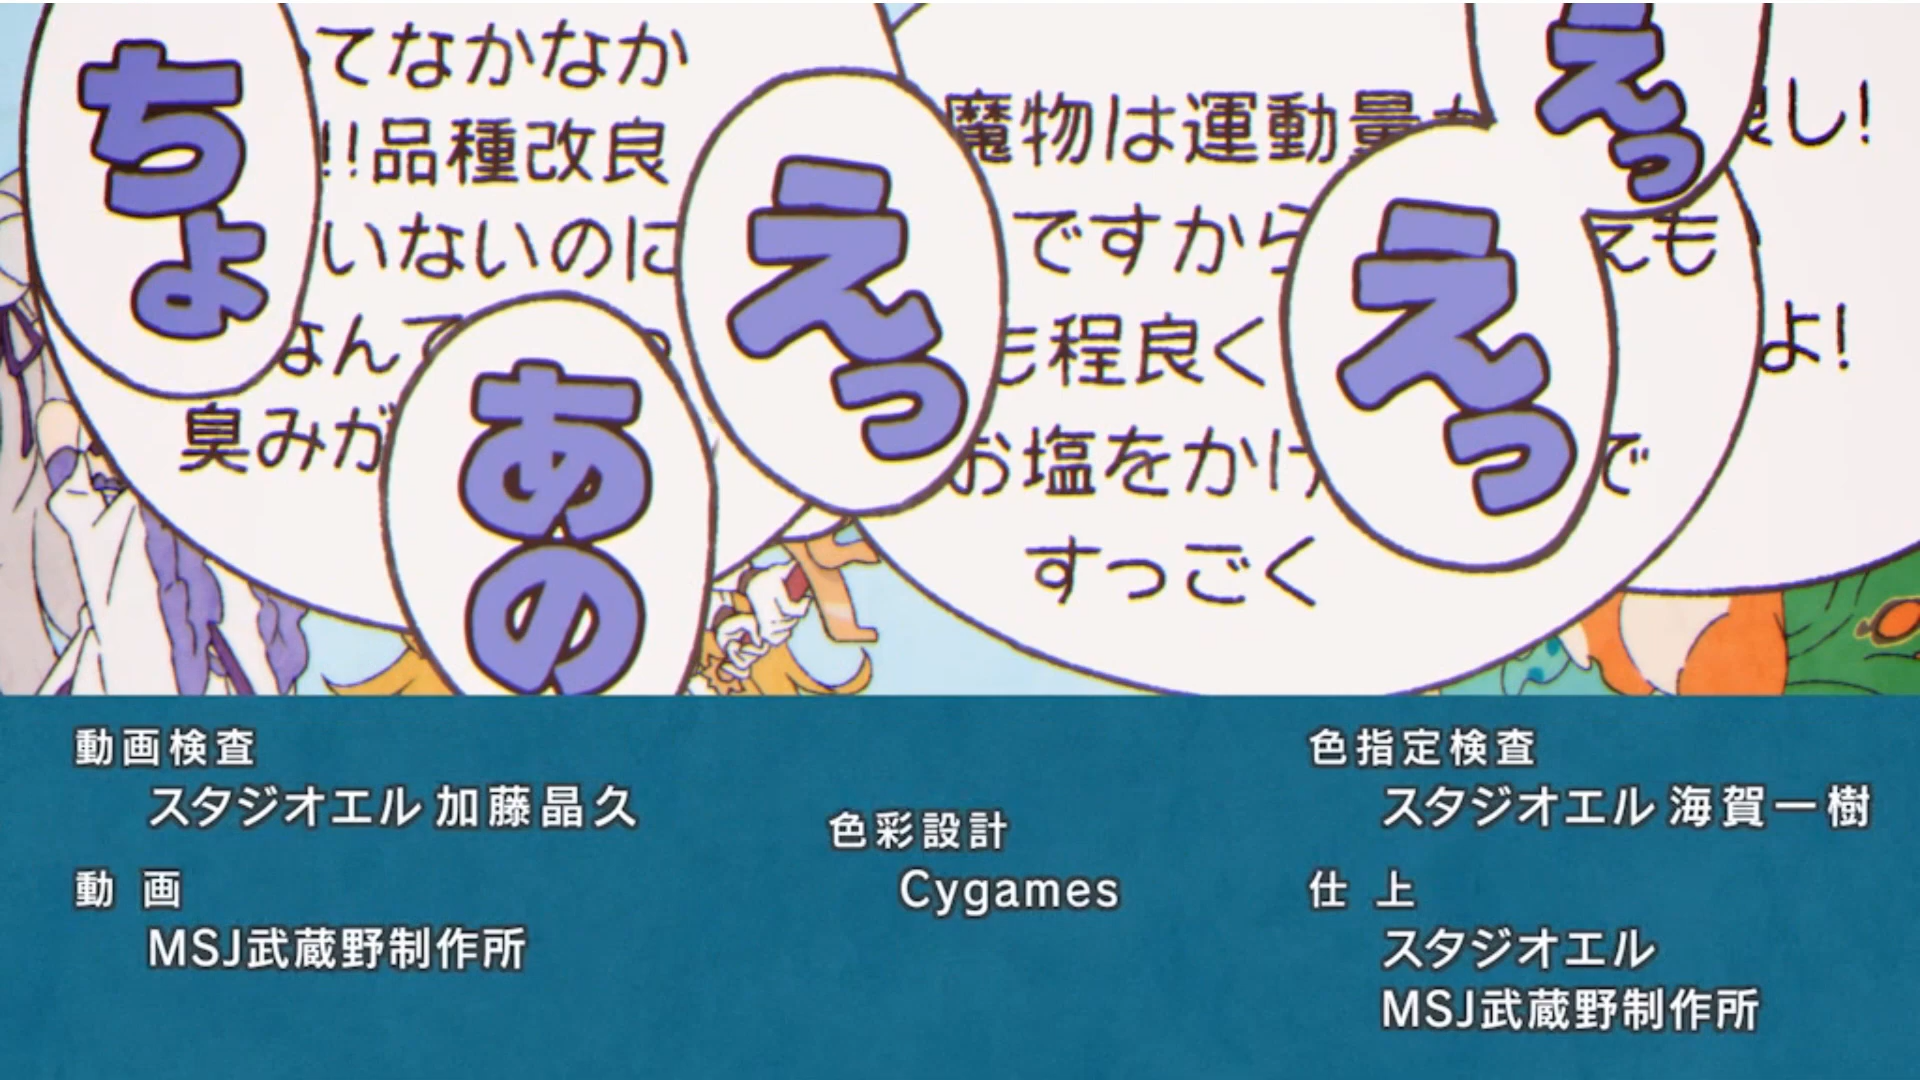 ちょ
てなかなか
!!品種改良
いないのに
ょんて
臭みが
あの
えっ
魔物は運動量
ですから
も程良く
お塩をかけ
すっごく
えっ
えっ
し!
ても
よ!
で
動画検査
スタジオエル 加藤晶久
動 画
MSJ武蔵野制作所
色彩設計
Cygames
色指定検査
スタジオエル 海賀一樹
仕 上
スタジオエル
MSJ武蔵野制作所